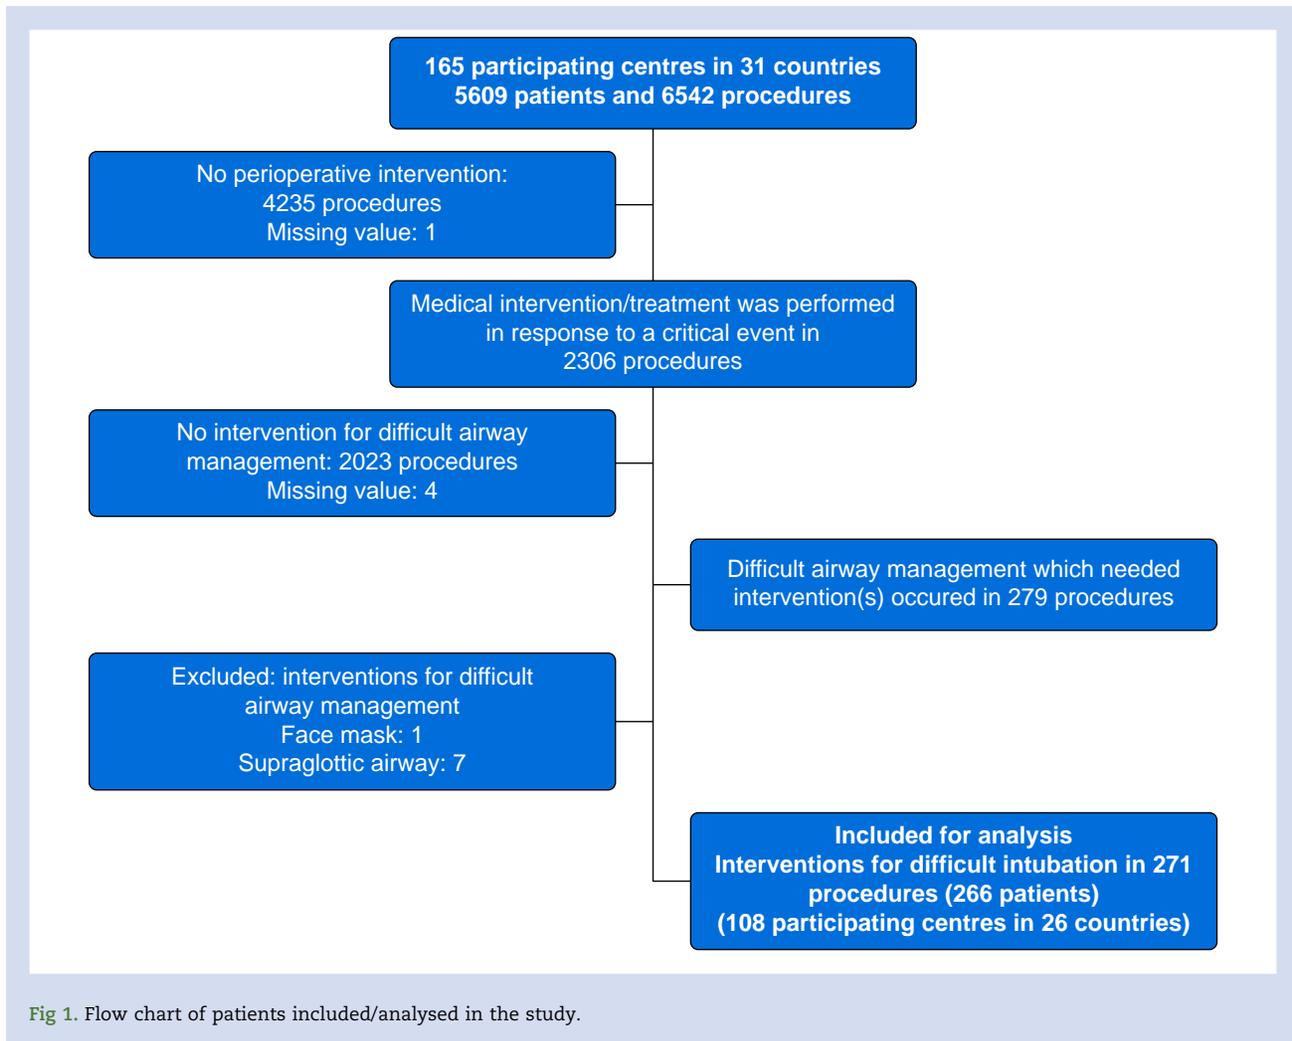 165 participating centres in 31 countries
5609 patients and 6542 procedures
No perioperative intervention:
4235 procedures
Missing value: 1
Medical intervention/treatment was performed
in response to a critical event in
2306 procedures
No intervention for difficult airway
management: 2023 procedures
Missing value: 4
Difficult airway management which needed
intervention(s) occured in 279 procedures
Excluded: interventions for difficult
airway management
Face mask: 1
Supraglottic airway: 7
Included for analysis
Interventions for difficult intubation in 271
procedures (266 patients)
(108 participating centres in 26 countries)
Fig 1. Flow chart of patients included/analysed in the study.